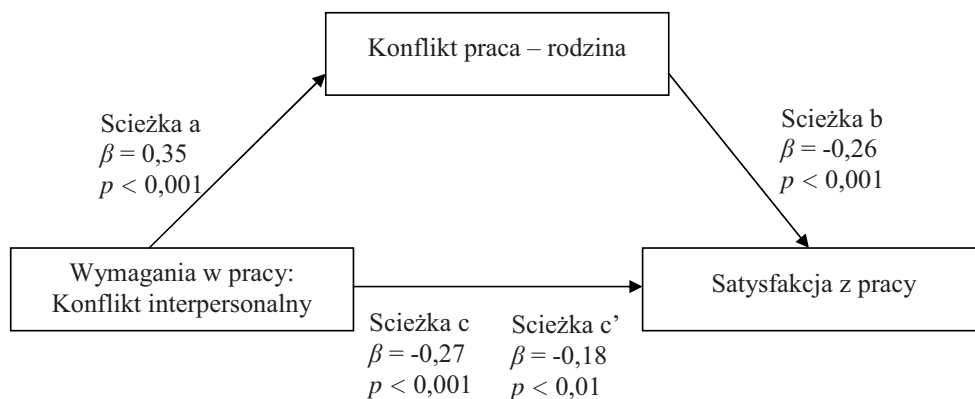 Konflikt praca – rodzina
Scieżka a
β = 0,35
p < 0,001
Scieżka b
β = -0,26
p < 0,001
Wymagania w pracy:
Konflikt interpersonalny
Satysfakcja z pracy
Scieżka c
β = -0,27
p < 0,001
Scieżka c’
β = -0,18
p < 0,01